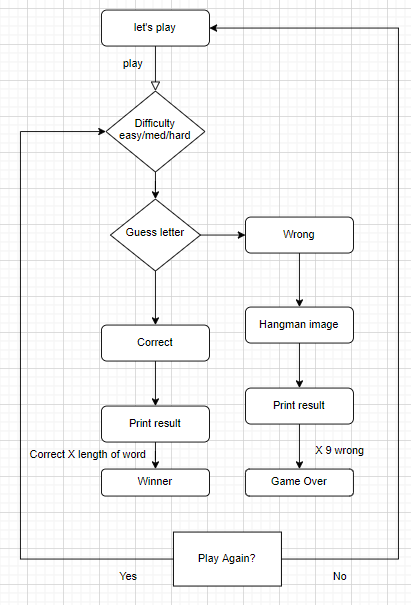 let's play
play
Difficulty
easy/med/hard
Guess letter
Wrong
Hangman image
Correct
Print result
Print result
Correct X length of word
X 9 wrong
Winner
Game Over
Play Again?
Yes
No